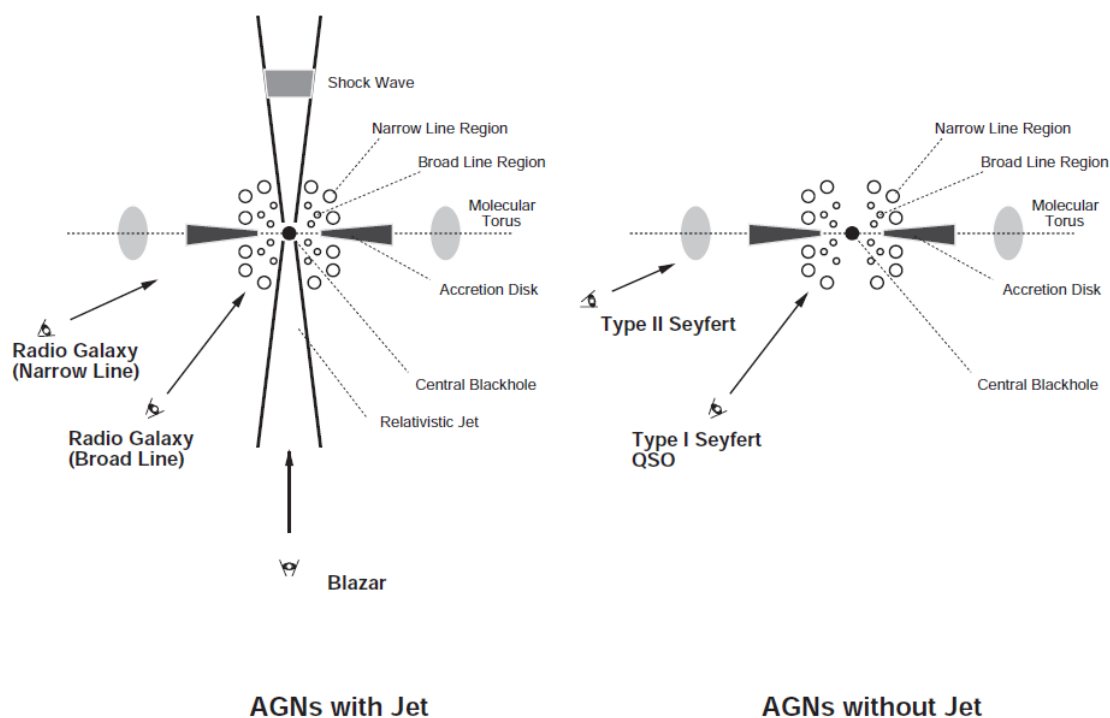 Shock Wave
Narrow Line Region
Broad Line Region
Molecular
Torus
Accretion Disk
Radio Galaxy
(Narrow Line)
Central Blackhole
Relativistic Jet
Radio Galaxy
(Broad Line)
Blazar
AGNs with Jet
Narrow Line Region
Broad Line Region
Molecular
Torus
Accretion Disk
Type II Seyfert
Central Blackhole
Type I Seyfert
QSO
AGNs without Jet